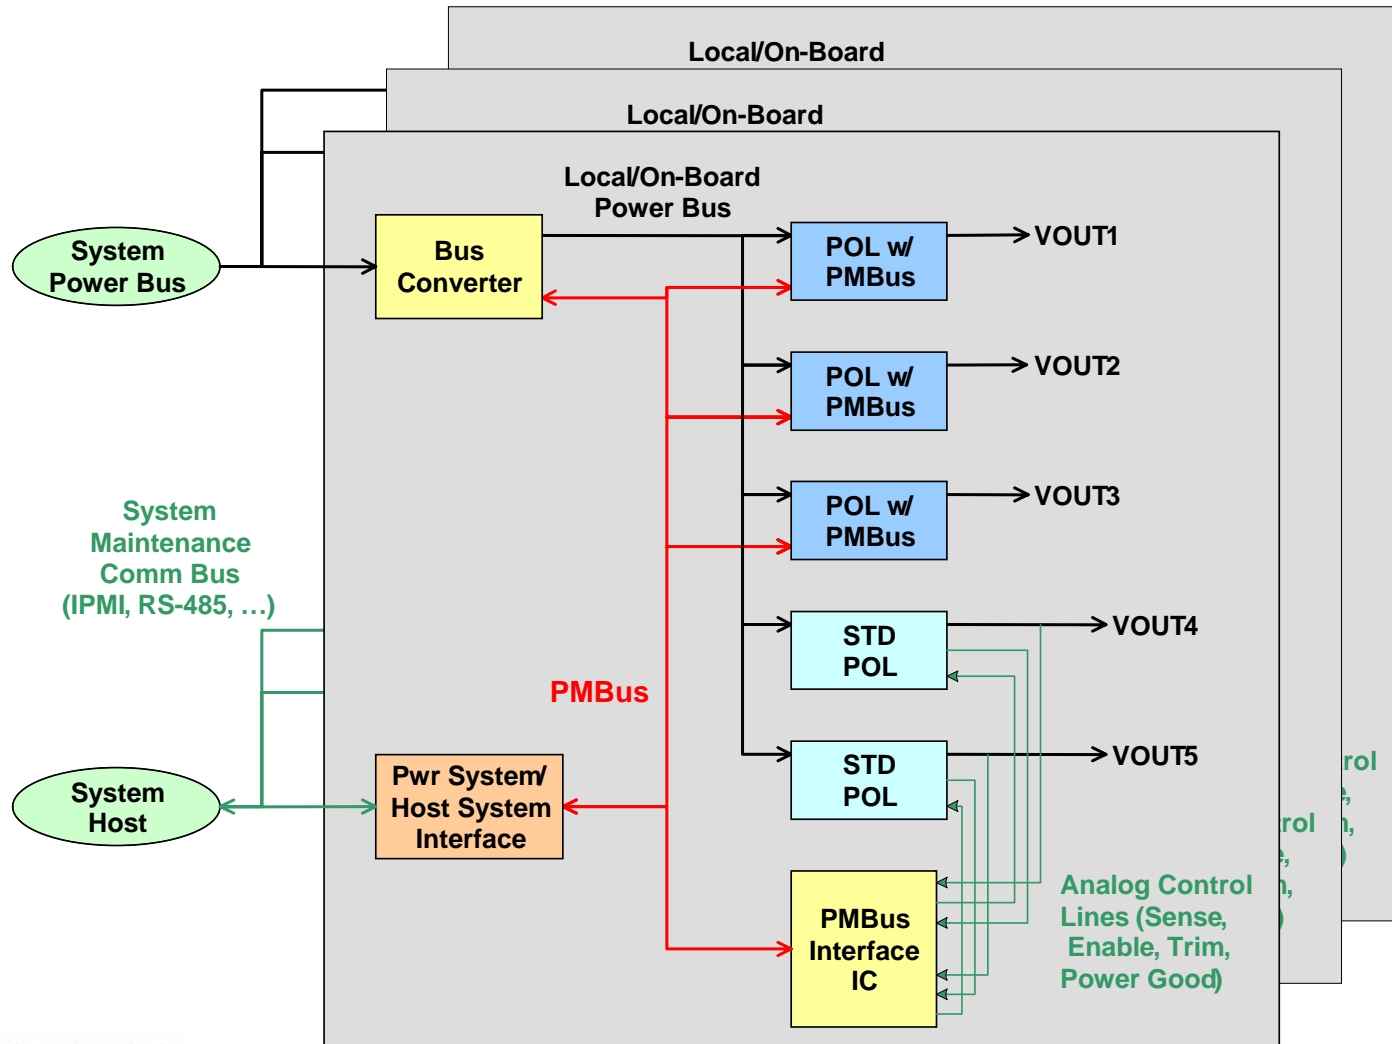 Local/On-Board
Local/On-Board
Local/On-Board
Power Bus
System
Power Bus
Bus
Converter
POL w/
PMBus
VOUT1
POL w/
PMBus
VOUT2
POL w/
PMBus
VOUT3
System
Maintenance
Comm Bus
(IPMI, RS-485, …)
STD
POL
VOUT4
PMBus
STD
POL
VOUT5
System
Host
Pwr System/
Host System
Interface
PMBus
Interface
IC
Analog Control
Lines (Sense,
Enable, Trim,
Power Good)